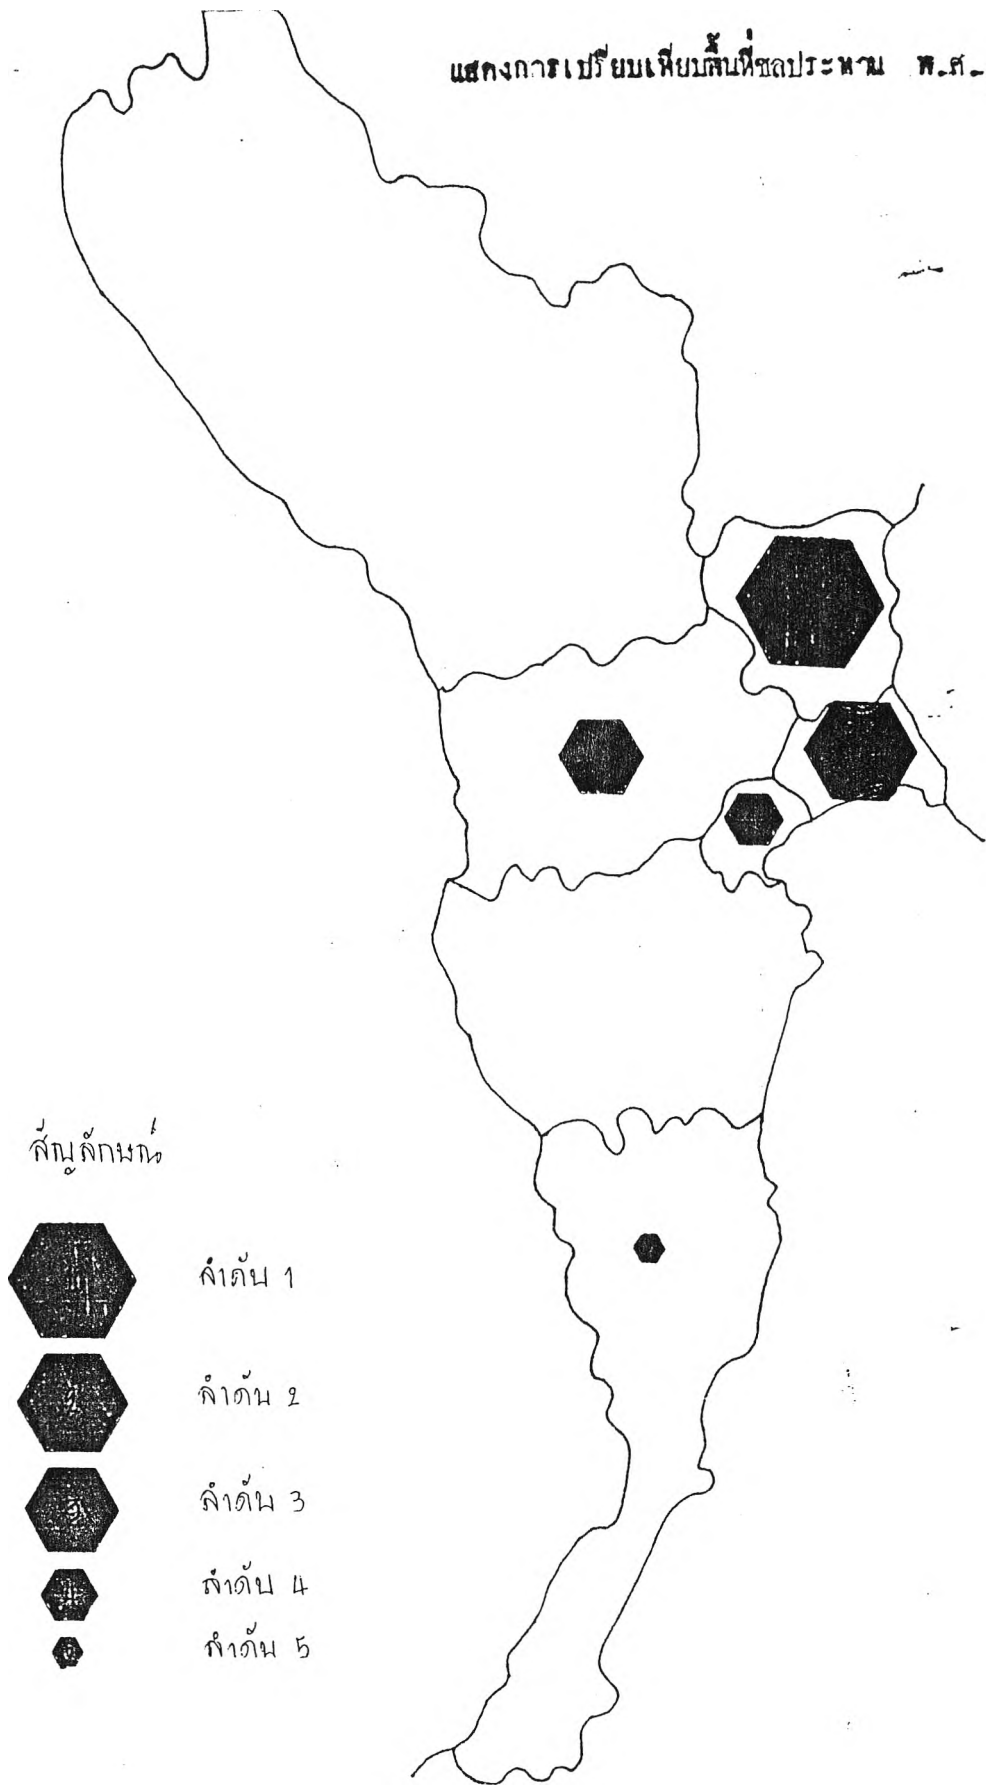 แสดงการเปรียบเทียบพื้นที่ชลประทาน พ.ศ.
สัญลักษณ์
ลำดับ 1
ลำดับ 2
ลำดับ 3
ลำดับ 4
ลำดับ 5